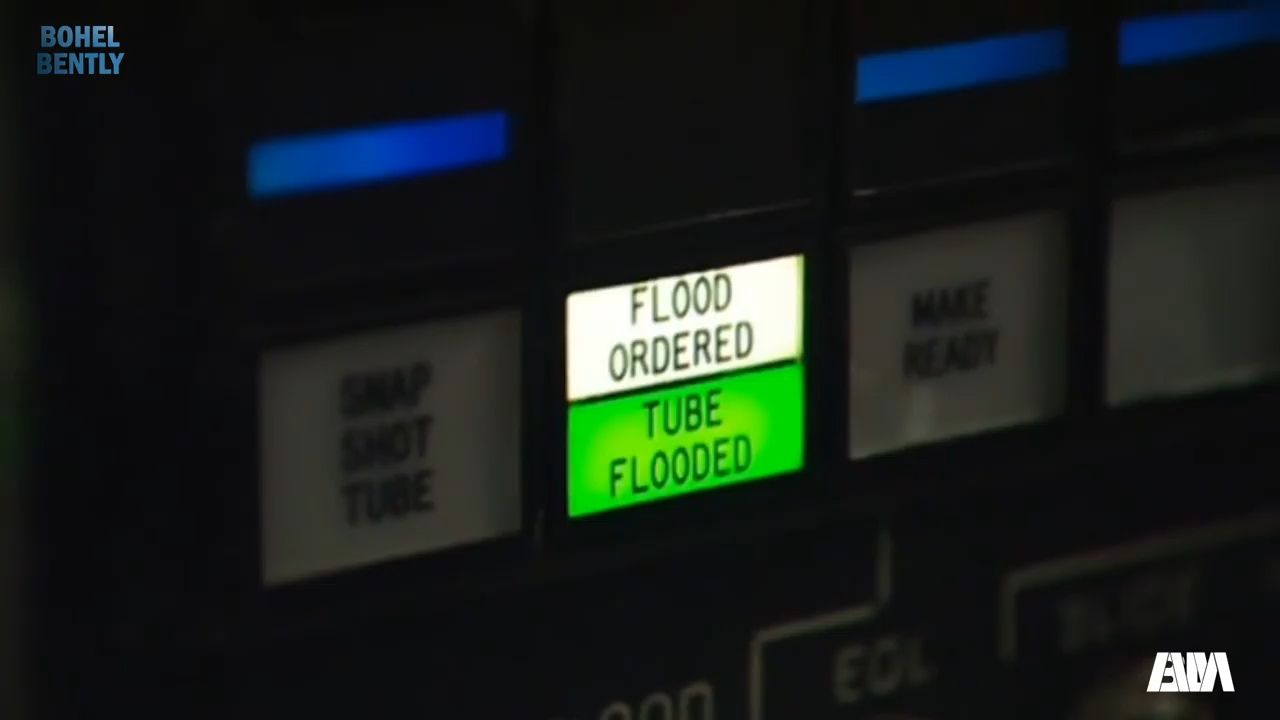 BOHEL
BENTLY
SNAP
SHOT
TUBE
FLOOD
ORDERED
TUBE
FLOODED
MAKE
READY
EOL